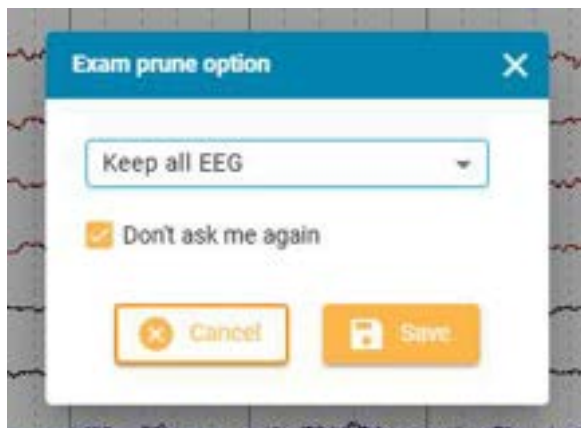 Exam prune option
Keep all EEG
Don't ask me again
Cancel
Save